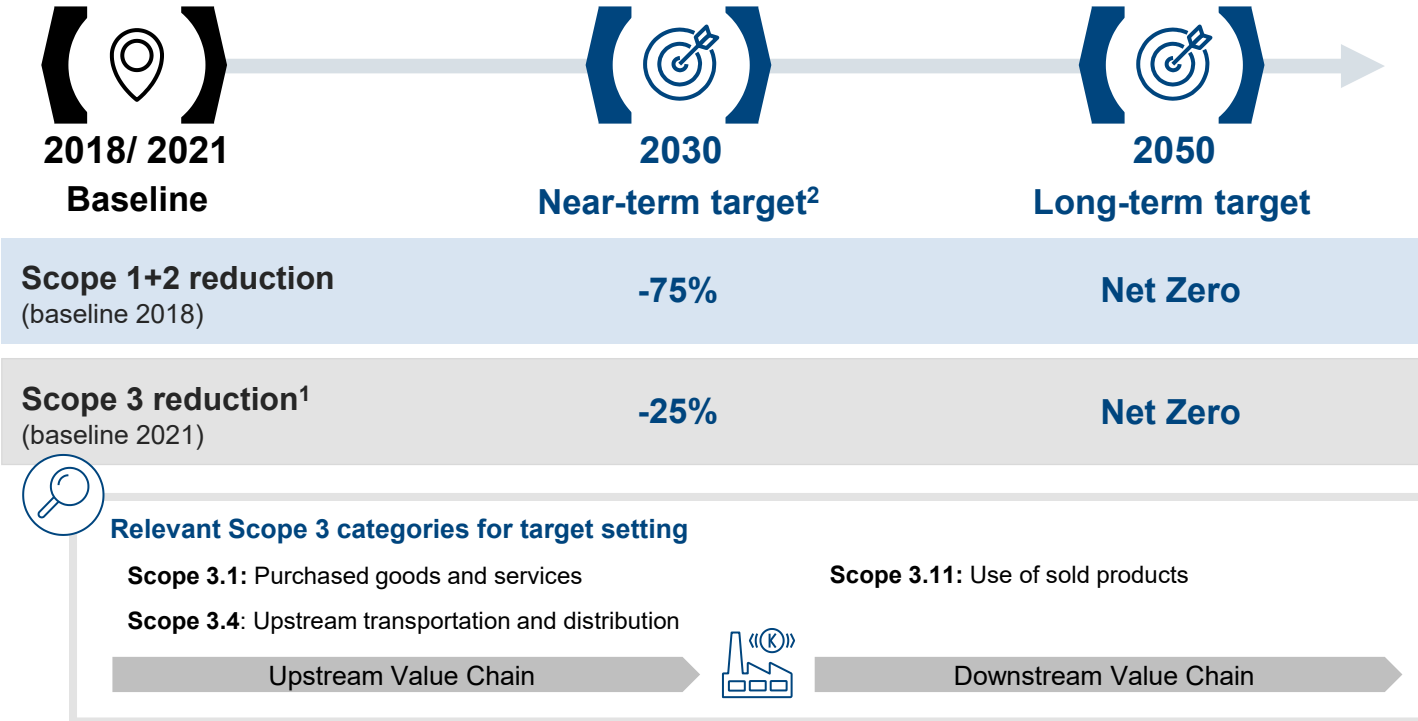 2018/ 2021
Baseline
2030
Near-term target²
2050
Long-term target
Scope 1+2 reduction
(baseline 2018)
-75%
Net Zero
Scope 3 reduction¹
(baseline 2021)
-25%
Net Zero
Relevant Scope 3 categories for target setting
Scope 3.1: Purchased goods and services
Scope 3.4: Upstream transportation and distribution
Scope 3.11: Use of sold products
((K))
Upstream Value Chain
Downstream Value Chain